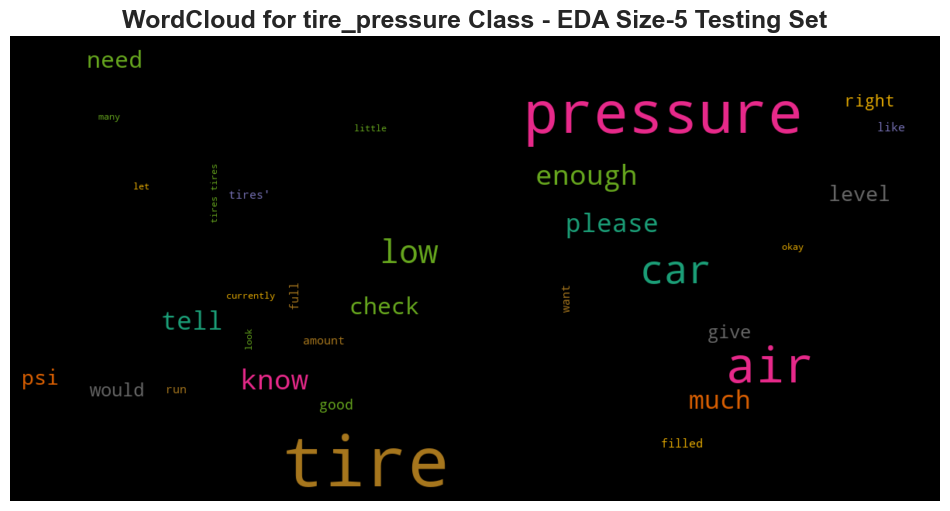 WordCloud for tire_pressure Class - EDA Size-5 Testing Set
need
pressure
right
many
little
like
enough
let
tires tires
tires'
level
please
low
okay
car
currently
full
want
check
tell
look
amount
give
air
psi
would
run
know
much
good
filled
tire